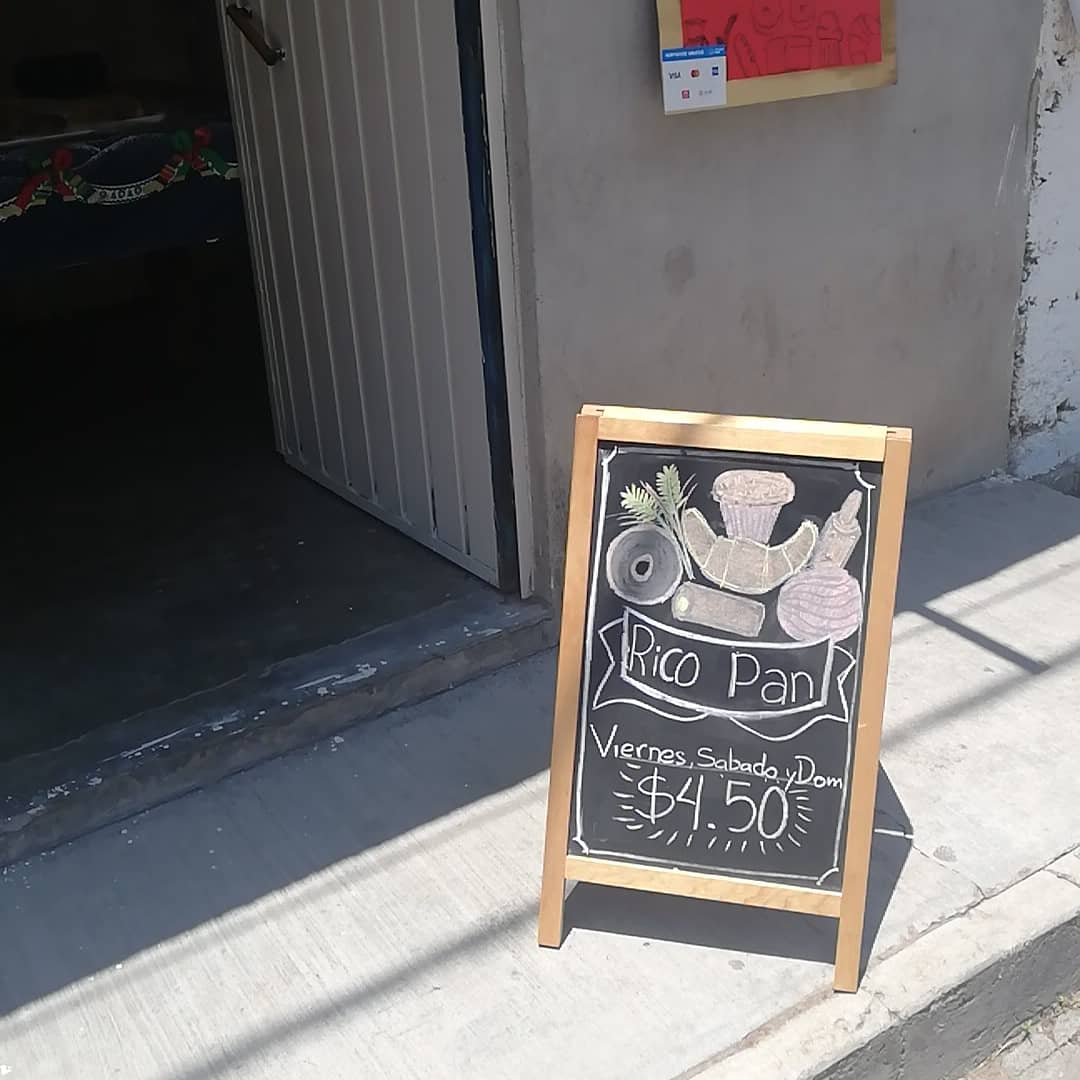 VISA
Rico Pan
Viernes, Sabado y Dom
$4.50